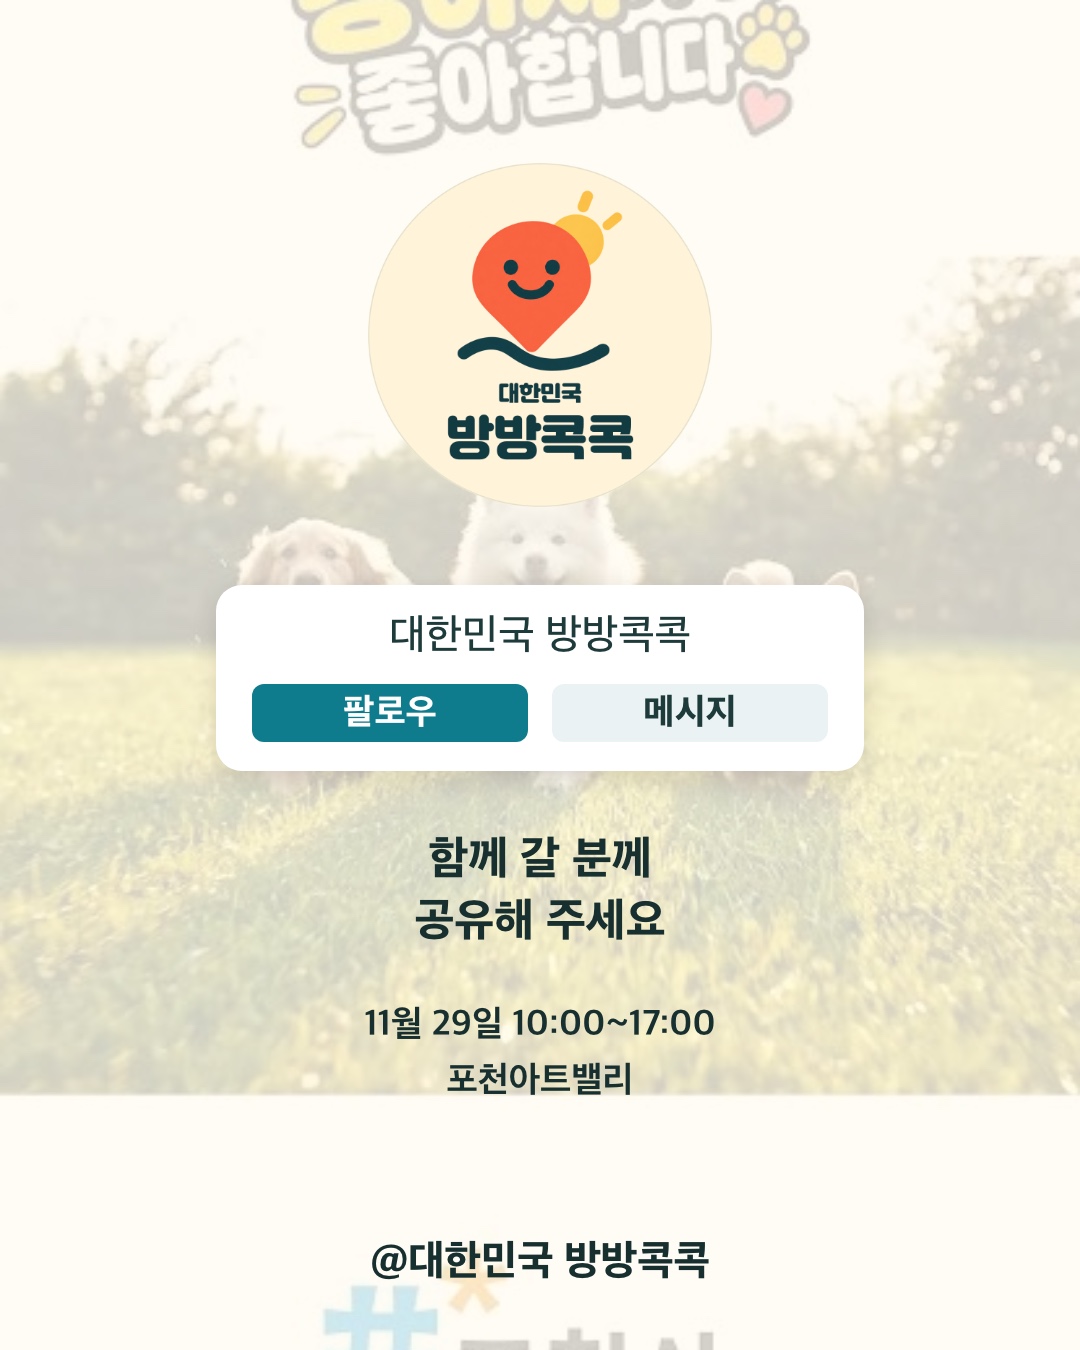 좋아합니다
대한민국
방방콕콕
대한민국 방방콕콕
팔로우
메시지
함께 갈 분께
공유해 주세요
11월 29일 10:00~17:00
포천아트밸리
@대한민국 방방콕콕
#